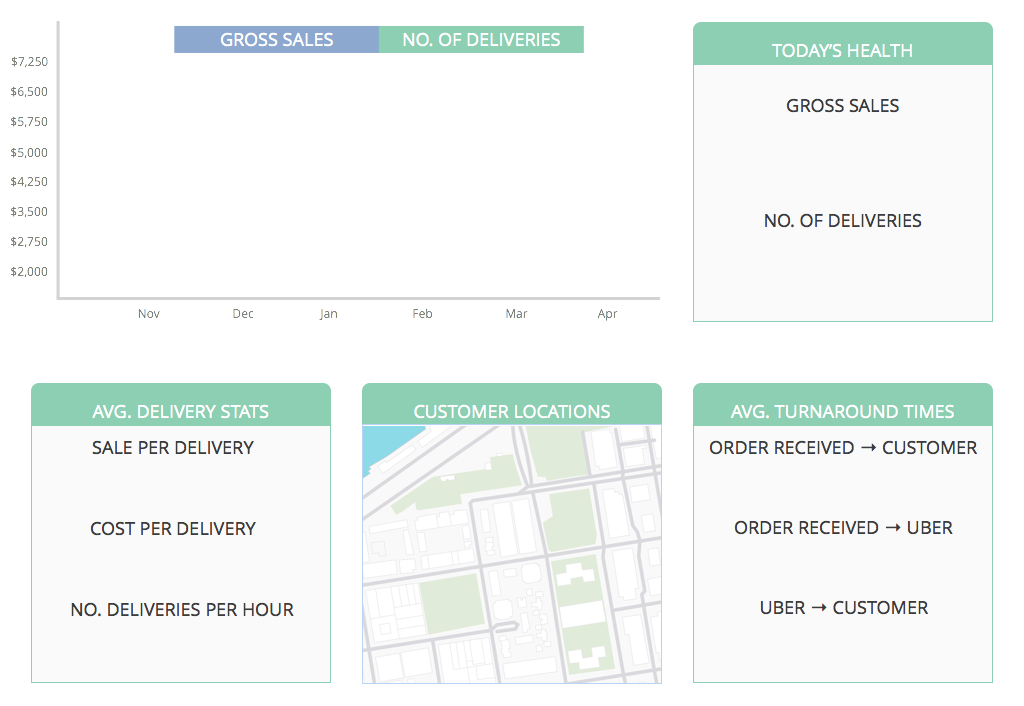 GROSS SALES
NO. OF DELIVERIES
$7,250
$6,500
$5,750
$5,000
$4,250
$3,500
$2,750
$2,000
Nov
Dec
Jan
Feb
Mar
Apr
TODAY’S HEALTH
GROSS SALES
NO. OF DELIVERIES
AVG. DELIVERY STATS
SALE PER DELIVERY
COST PER DELIVERY
NO. DELIVERIES PER HOUR
CUSTOMER LOCATIONS
AVG. TURNAROUND TIMES
ORDER RECEIVED → CUSTOMER
ORDER RECEIVED → UBER
UBER → CUSTOMER